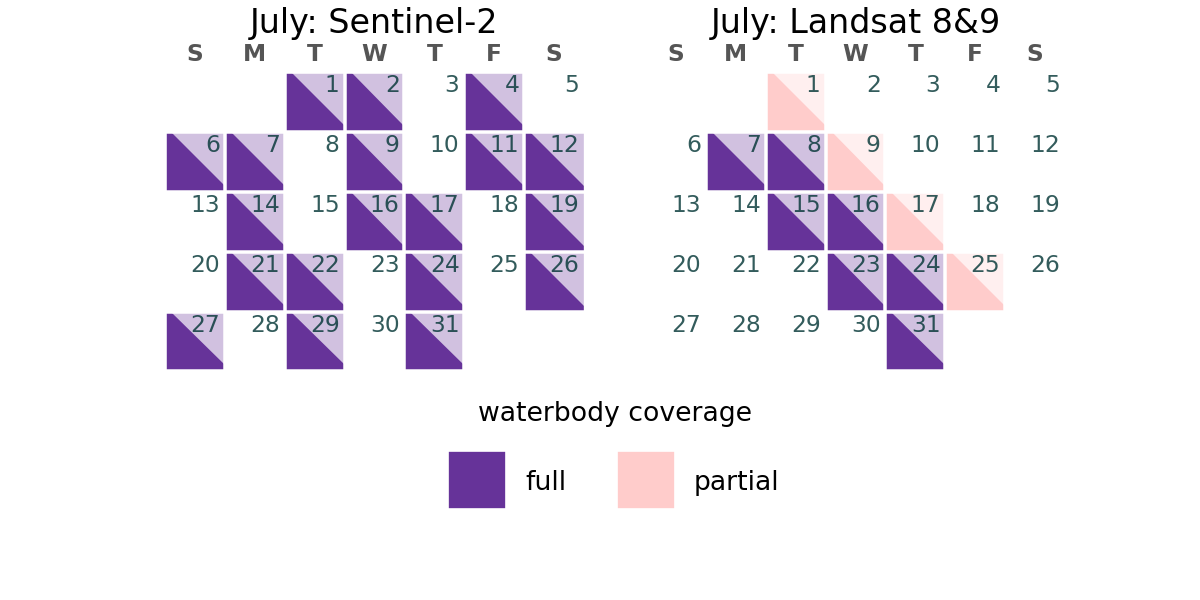 July: Sentinel-2
S M T W T F S
1 2 3 4 5
6 7 8 9 10 11 12
13 14 15 16 17 18 19
20 21 22 23 24 25 26
27 28 29 30 31
July: Landsat 8&9
S M T W T F S
1 2 3 4 5
6 7 8 9 10 11 12
13 14 15 16 17 18 19
20 21 22 23 24 25 26
27 28 29 30 31
waterbody coverage
full partial